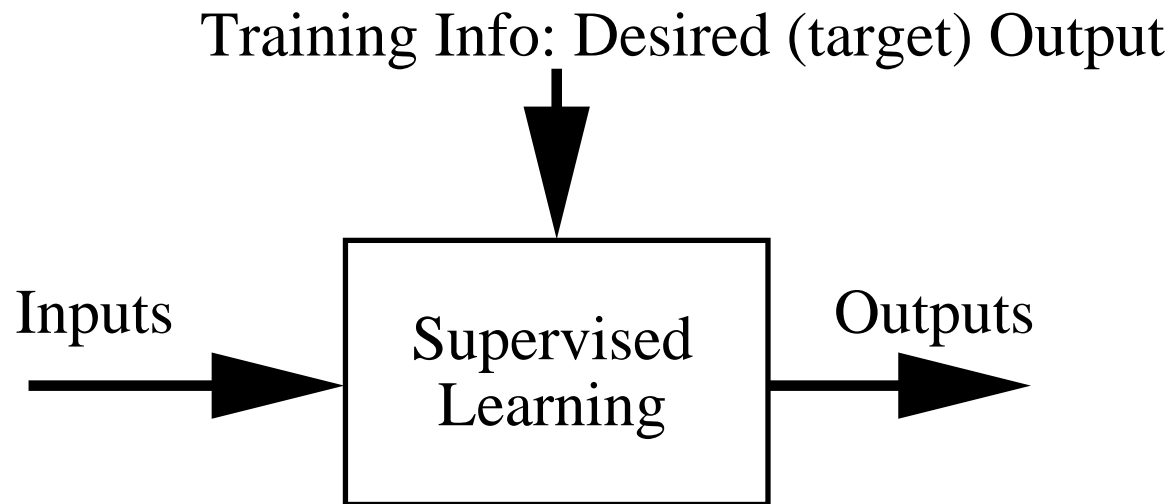 Training Info: Desired (target) Output
Inputs
Supervised
Learning
Outputs